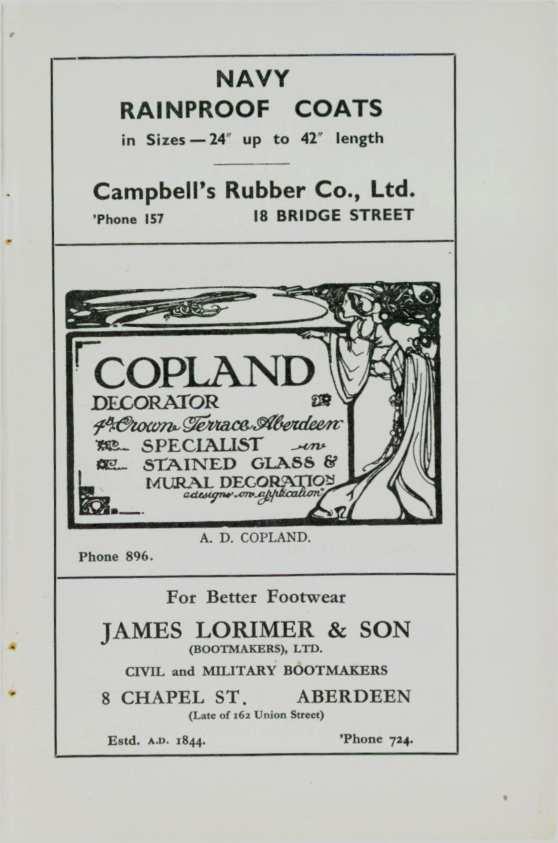 NAVY
RAINPROOF COATS
in Sizes — 24″ up to 42″ length
Campbell's Rubber Co., Ltd.
'Phone 157 18 BRIDGE STREET
COPLAND
DECORATOR
Crown Terrace Aberdeen
SPECIALIST in
STAINED GLASS &
MURAL DECORATION
designs on application
A. D. COPLAND.
Phone 896.
For Better Footwear
JAMES LORIMER & SON
(BOOTMAKERS), LTD.
CIVIL and MILITARY BOOTMAKERS
8 CHAPEL ST. ABERDEEN
(Late of 162 Union Street)
Estd. A.D. 1844. 'Phone 724.